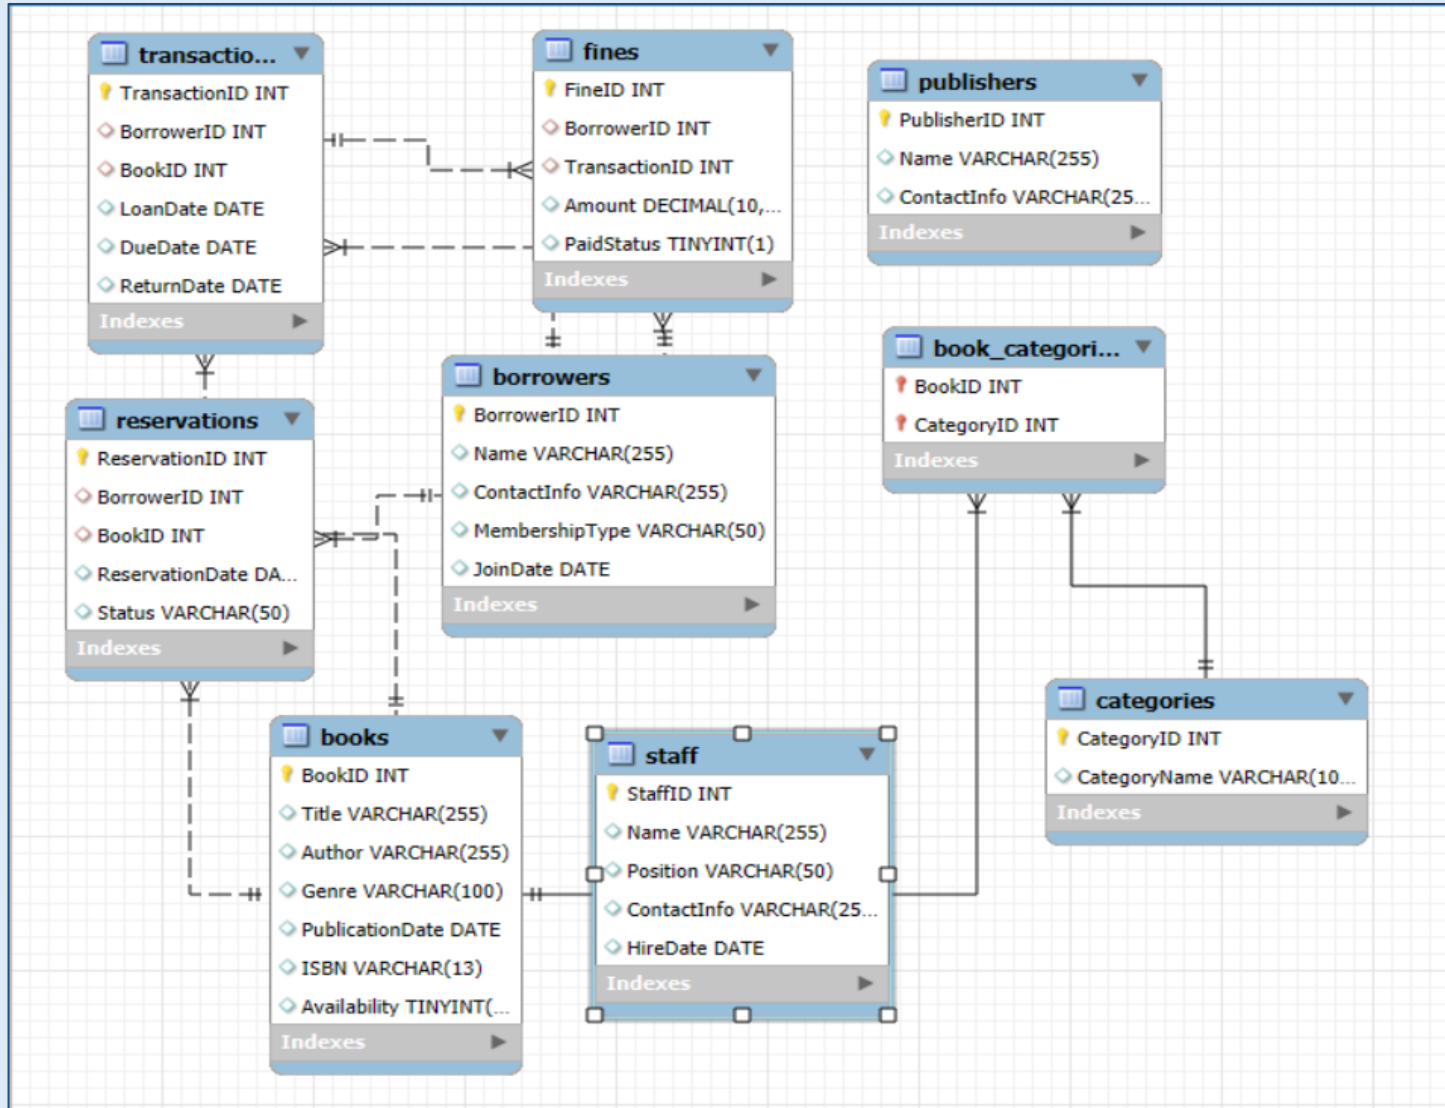 transactio...
TransactionID INT
BorrowerID INT
BookID INT
LoanDate DATE
DueDate DATE
ReturnDate DATE
Indexes
fines
FineID INT
BorrowerID INT
TransactionID INT
Amount DECIMAL(10,...
PaidStatus TINYINT(1)
Indexes
publishers
PublisherID INT
Name VARCHAR(255)
ContactInfo VARCHAR(25...
Indexes
book_categori...
BookID INT
CategoryID INT
Indexes
borrowers
BorrowerID INT
Name VARCHAR(255)
ContactInfo VARCHAR(255)
MembershipType VARCHAR(50)
JoinDate DATE
Indexes
reservations
ReservationID INT
BorrowerID INT
BookID INT
ReservationDate DA...
Status VARCHAR(50)
Indexes
books
BookID INT
Title VARCHAR(255)
Author VARCHAR(255)
Genre VARCHAR(100)
PublicationDate DATE
ISBN VARCHAR(13)
Availability TINYINT(...
Indexes
staff
StaffID INT
Name VARCHAR(255)
Position VARCHAR(50)
ContactInfo VARCHAR(25...
HireDate DATE
Indexes
categories
CategoryID INT
CategoryName VARCHAR(10...
Indexes